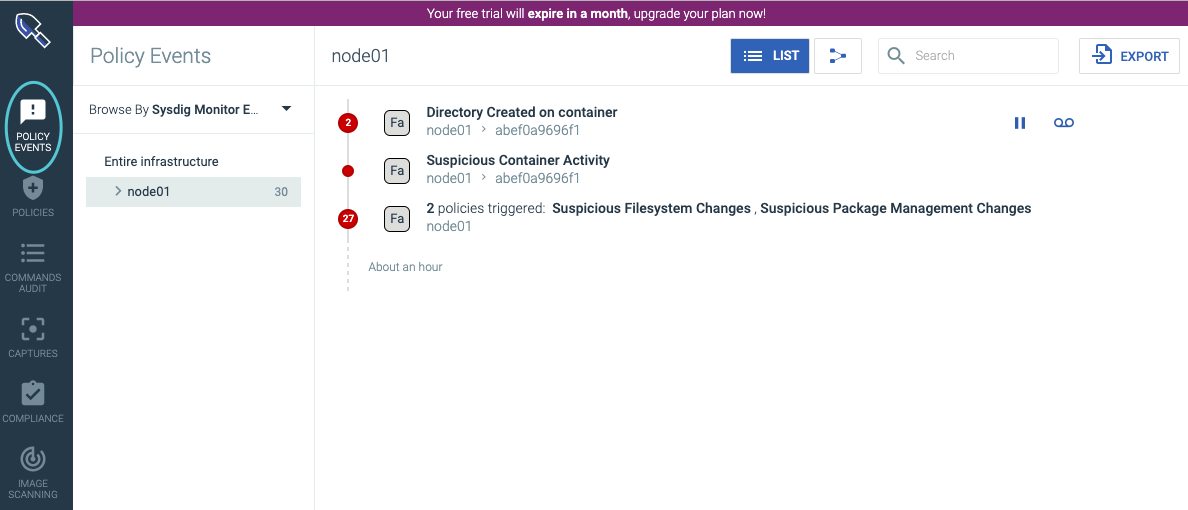 Your free trial will expire in a month, upgrade your plan now!
Policy Events
node01
LIST
Search
EXPORT
Browse By Sysdig Monitor E...
Entire infrastructure
node01 30
POLICY
EVENTS
POLICIES
COMMANDS
AUDIT
CAPTURES
COMPLIANCE
IMAGE
SCANNING
2 Fa Directory Created on container
node01 > abef0a9696f1
Fa Suspicious Container Activity
node01 > abef0a9696f1
27 Fa 2 policies triggered: Suspicious Filesystem Changes , Suspicious Package Management Changes
node01
About an hour